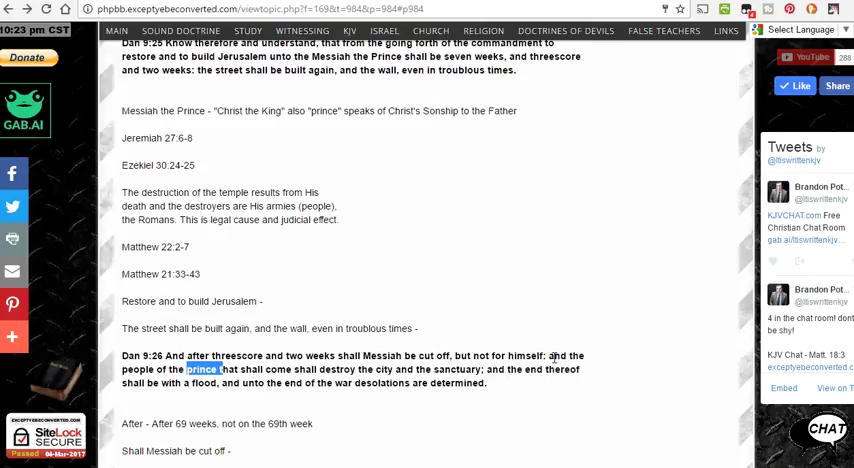 phpbb.exceptyebeconverted.com/viewtopic.php?f=169&t=984&p=984#p984
10:23 pm CST
MAIN SOUND DOCTRINE STUDY WITNESSING KJV ISRAEL CHURCH RELIGION DOCTRINES OF DEVILS FALSE TEACHERS LINKS
Select Language
Donate
GAB.AI
Dan 9:25 Know therefore and understand, that from the going forth of the commandment to
restore and to build Jerusalem unto the Messiah the Prince shall be seven weeks, and threescore
and two weeks: the street shall be built again, and the wall, even in troublous times.
Messiah the Prince - "Christ the King" also "prince" speaks of Christ's Sonship to the Father
Jeremiah 27:6-8
Ezekiel 30:24-25
The destruction of the temple results from His
death and the destroyers are His armies (people),
the Romans. This is legal cause and judicial effect.
Matthew 22:2-7
Matthew 21:33-43
Restore and to build Jerusalem -
The street shall be built again, and the wall, even in troublous times -
Dan 9:26 And after threescore and two weeks shall Messiah be cut off, but not for himself: and the
people of the prince that shall come shall destroy the city and the sanctuary; and the end thereof
shall be with a flood, and unto the end of the war desolations are determined.
After - After 69 weeks, not on the 69th week
Shall Messiah be cut off -
YouTube 288
Like Share
Tweets by
@Itiswrittenkjv
Brandon Pot...
@Itiswrittenkjv
KJVCHAT.com Free
Christian Chat Room
gab.ai/Itiswrittenkjv...
Brandon Pot...
@Itiswrittenkjv
4 in the chat room! dont
be shy!
KJV Chat - Matt. 18:3
exceptyebeconverted.c
Embed View on T
CHAT
EXCEPTYEBECONVERTED.COM
SiteLock
SECURE
Passed 06-Mar-2017